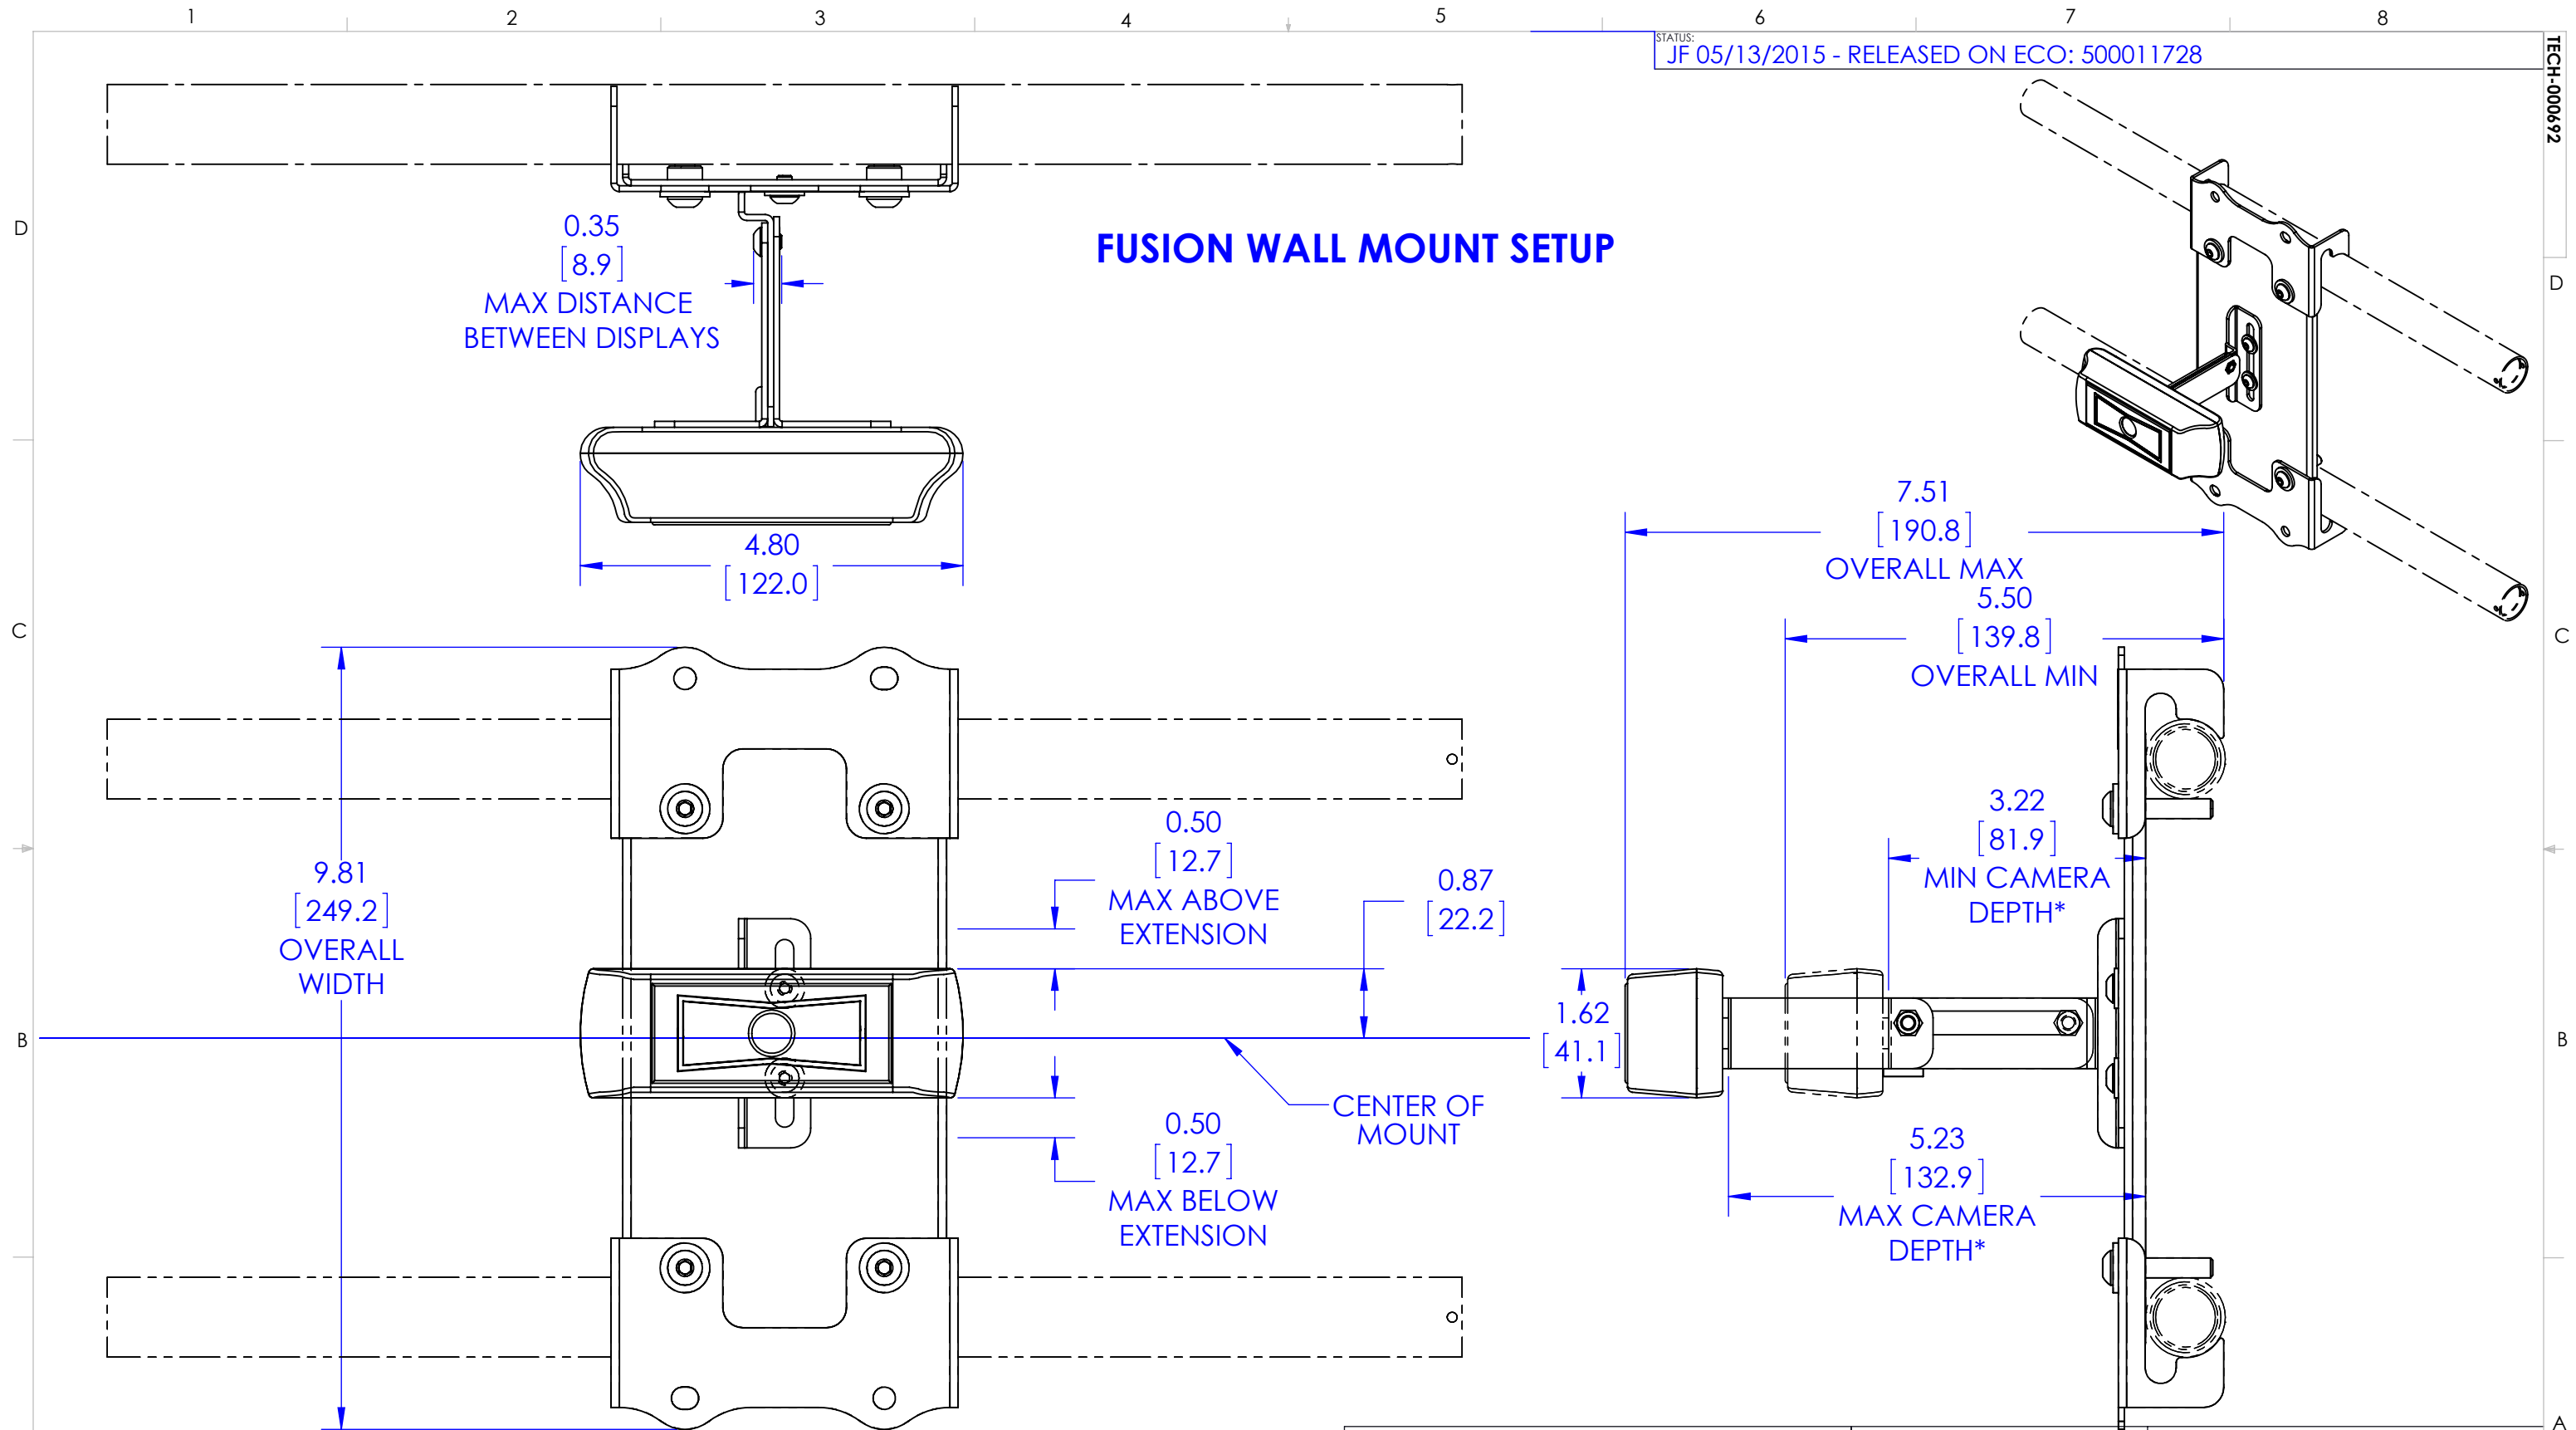 1 2 3 4 5 6 7 8
STATUS:
JF 05/13/2015 - RELEASED ON ECO: 500011728
TECH-000692
D
D
FUSION WALL MOUNT SETUP
0.35
[8.9]
MAX DISTANCE
BETWEEN DISPLAYS
4.80
[122.0]
7.51
[190.8]
OVERALL MAX
5.50
[139.8]
OVERALL MIN
C
C
9.81
[249.2]
OVERALL
WIDTH
0.50
[12.7]
MAX ABOVE
EXTENSION
0.87
[22.2]
3.22
[81.9]
MIN CAMERA
DEPTH*
1.62
[41.1]
B
B
CENTER OF
MOUNT
0.50
[12.7]
MAX BELOW
EXTENSION
5.23
[132.9]
MAX CAMERA
DEPTH*
A